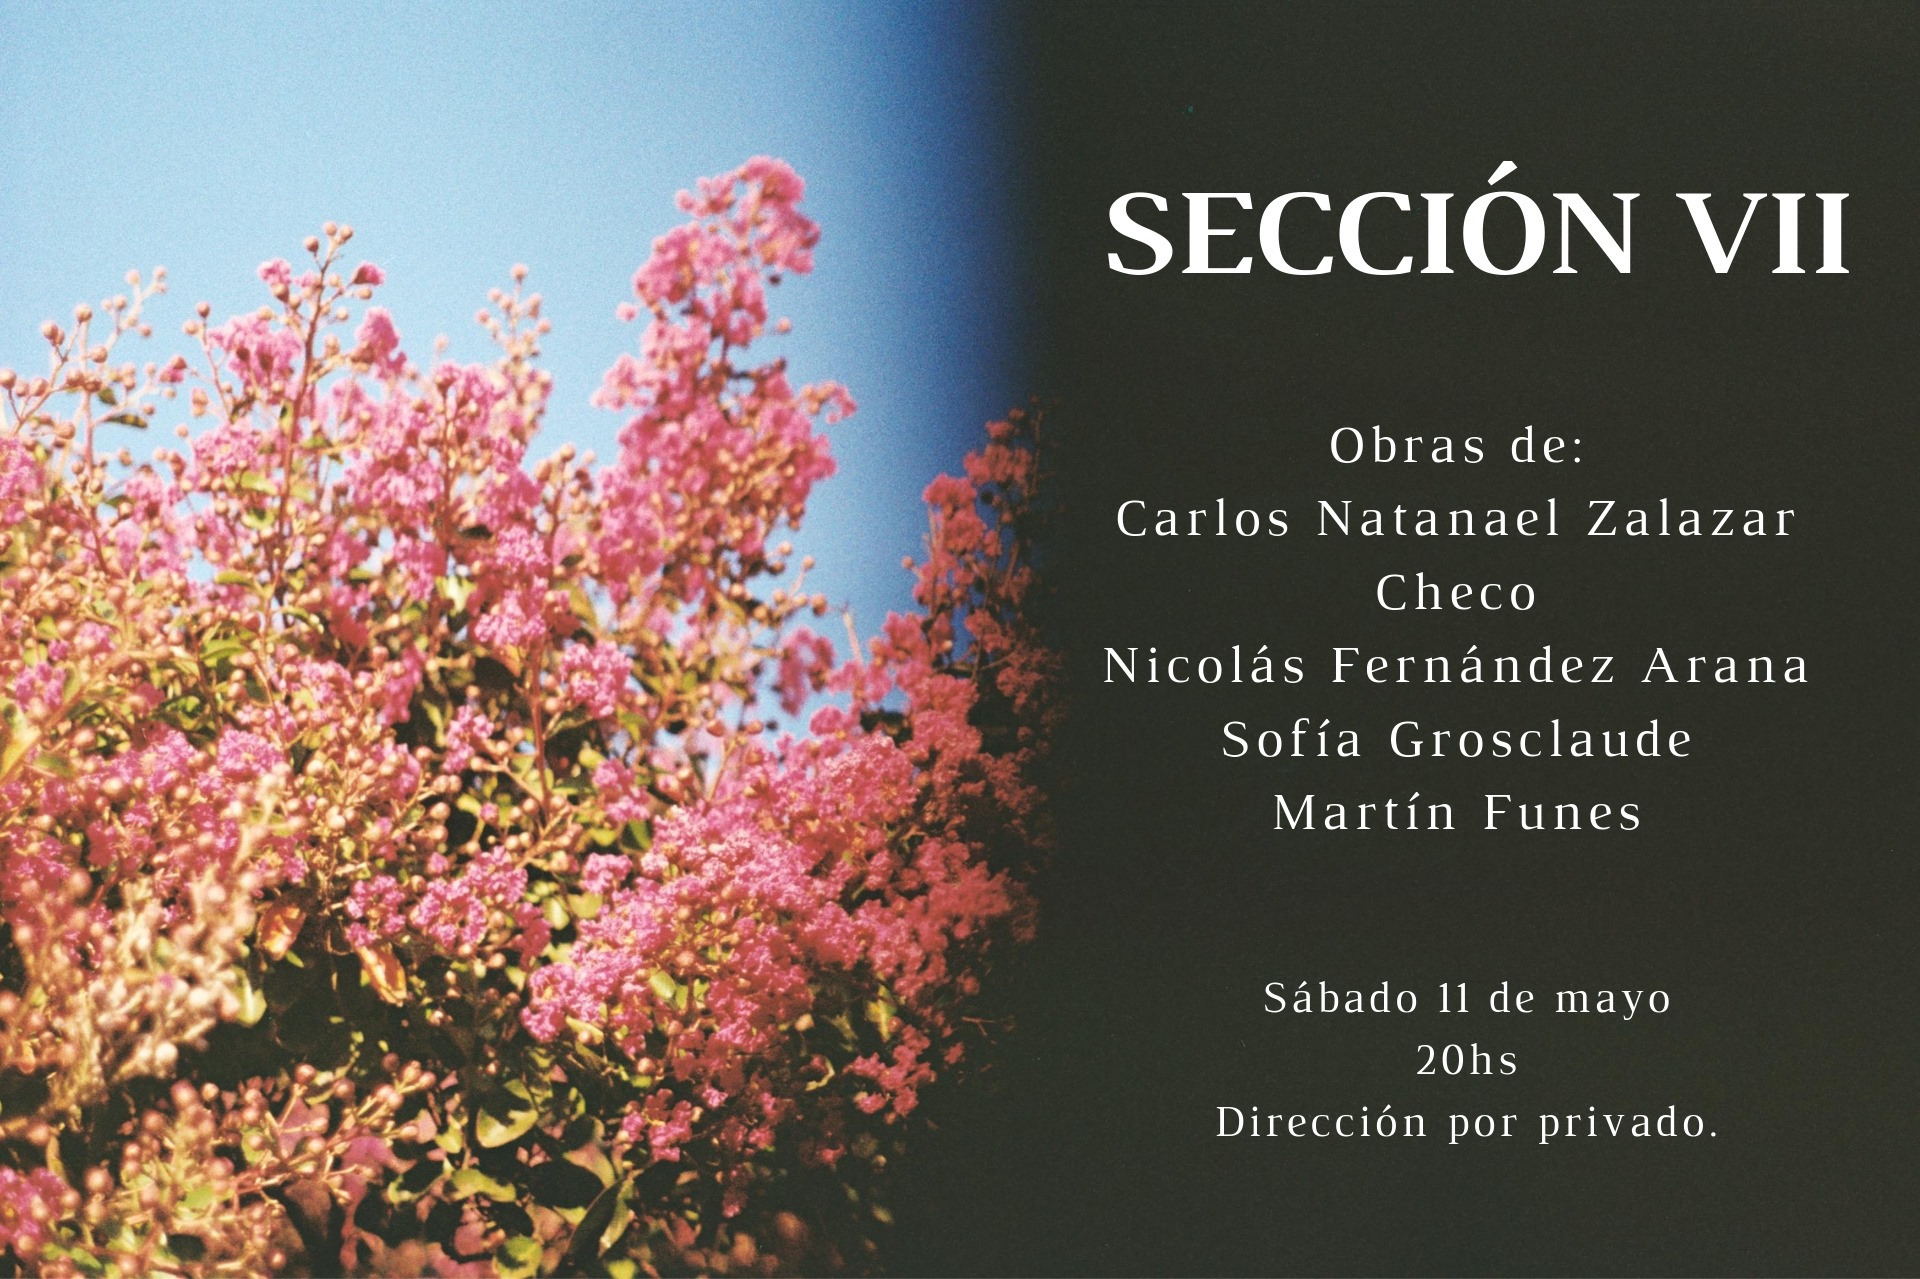 SECCIÓN VII
Obras de:
Carlos Natanael Zalazar
Checo
Nicolás Fernández Arana
Sofía Grosclaude
Martín Funes
Sábado 11 de mayo
20hs
Dirección por privado.